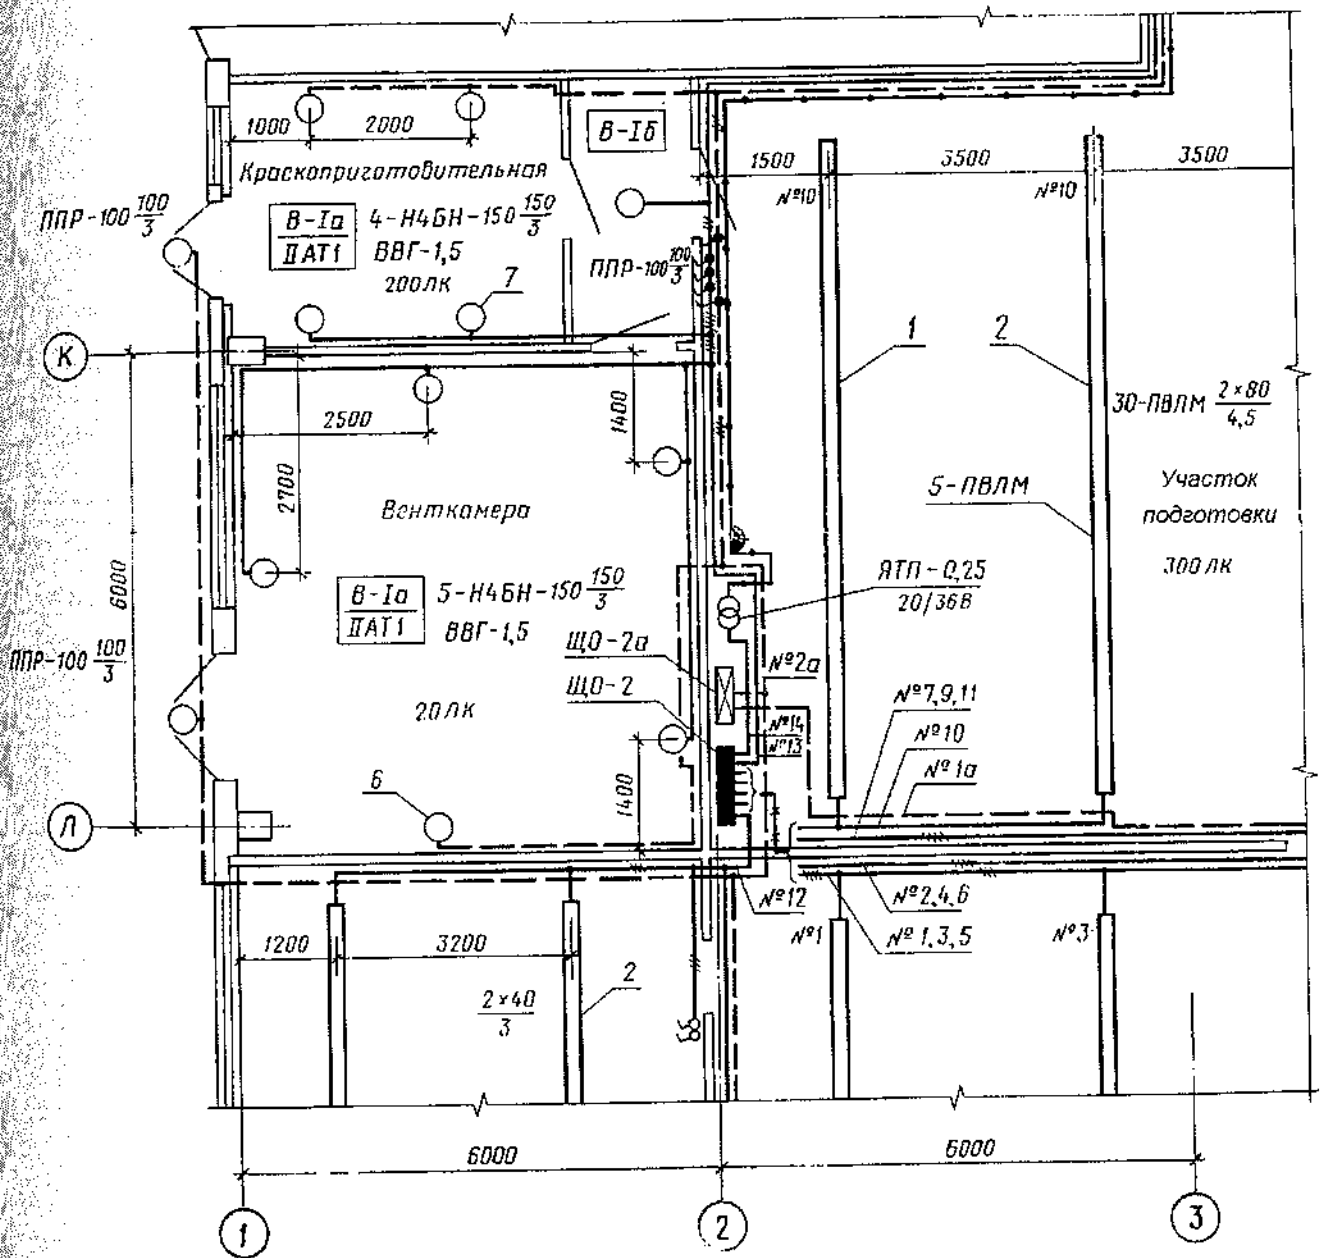 1000
2000
В-Iб
1500
3500
3500
Краскоприготовительная
№10
№10
ППР-100 100/3
В-Iа
IIАТ1
4-Н4БН-150 150/3
ВВГ-1,5
200ЛК
ППР-100 100/3
7
1
2
К
2500
1400
30-ПВЛМ 2×80/4,5
2700
5-ПВЛМ
Участок
подготовки
300 ЛК
Венткамера
6000
В-Iа
IIАТ1
5-Н4БН-150 150/3
ВВГ-1,5
ЯТП-0,25
20/36В
ППР-100 100/3
ЩО-2а
№2а
ЩО-2
20ЛК
№7,9,11
№14
№10
№13
№1а
6
1400
Л
№12
№2,4,6
№1
№1,3,5
№3
1200
3200
2×40/3
2
6000
6000
1
2
3